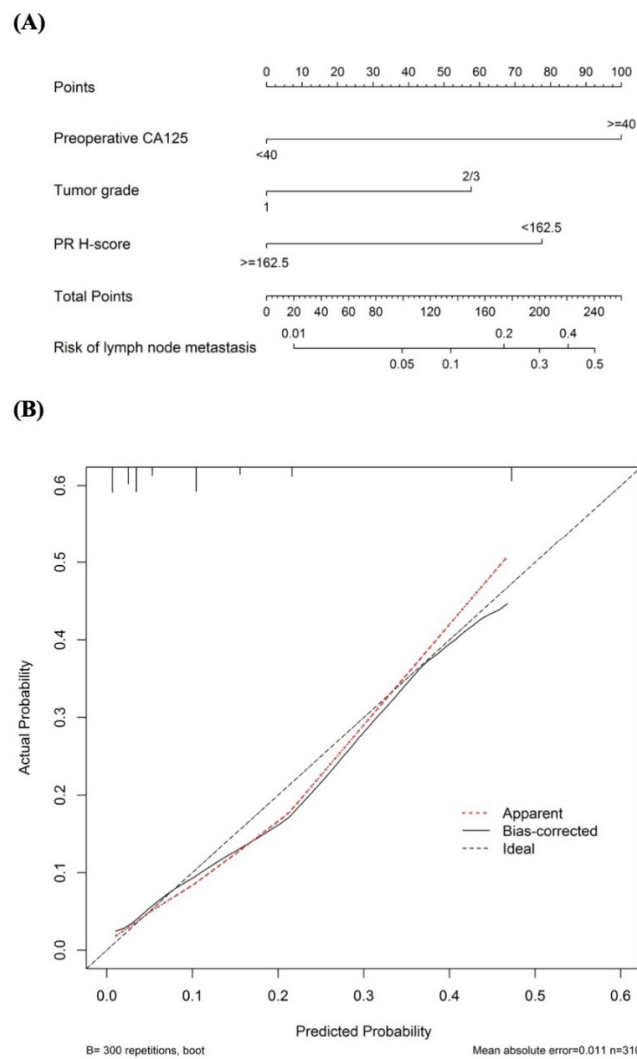 (A)
Points
0 10 20 30 40 50 60 70 80 90 100
Preoperative CA125
<40
>=40
Tumor grade
1
2/3
PR H-score
>=162.5
<162.5
Total Points
0 20 40 60 80 100 120 140 160 180 200 220 240
Risk of lymph node metastasis
0.01 0.2 0.4
0.05 0.1 0.3 0.5
(B)
Actual Probability
0.6
0.5
0.4
0.3
0.2
0.1
0.0
Apparent
Bias-corrected
Ideal
0.0 0.1 0.2 0.3 0.4 0.5 0.6
Predicted Probability
B= 300 repetitions, boot
Mean absolute error=0.011 n=310